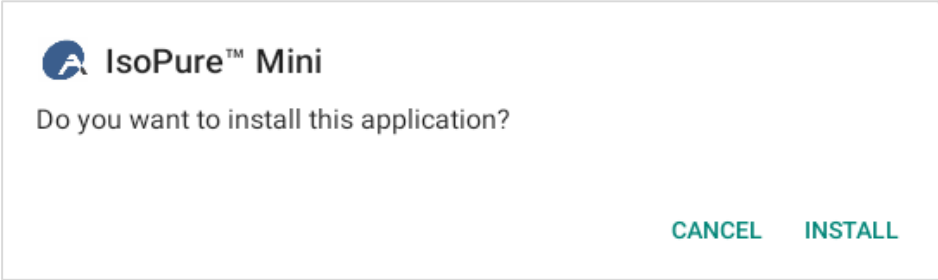 IsoPure™ Mini
Do you want to install this application?
CANCEL INSTALL